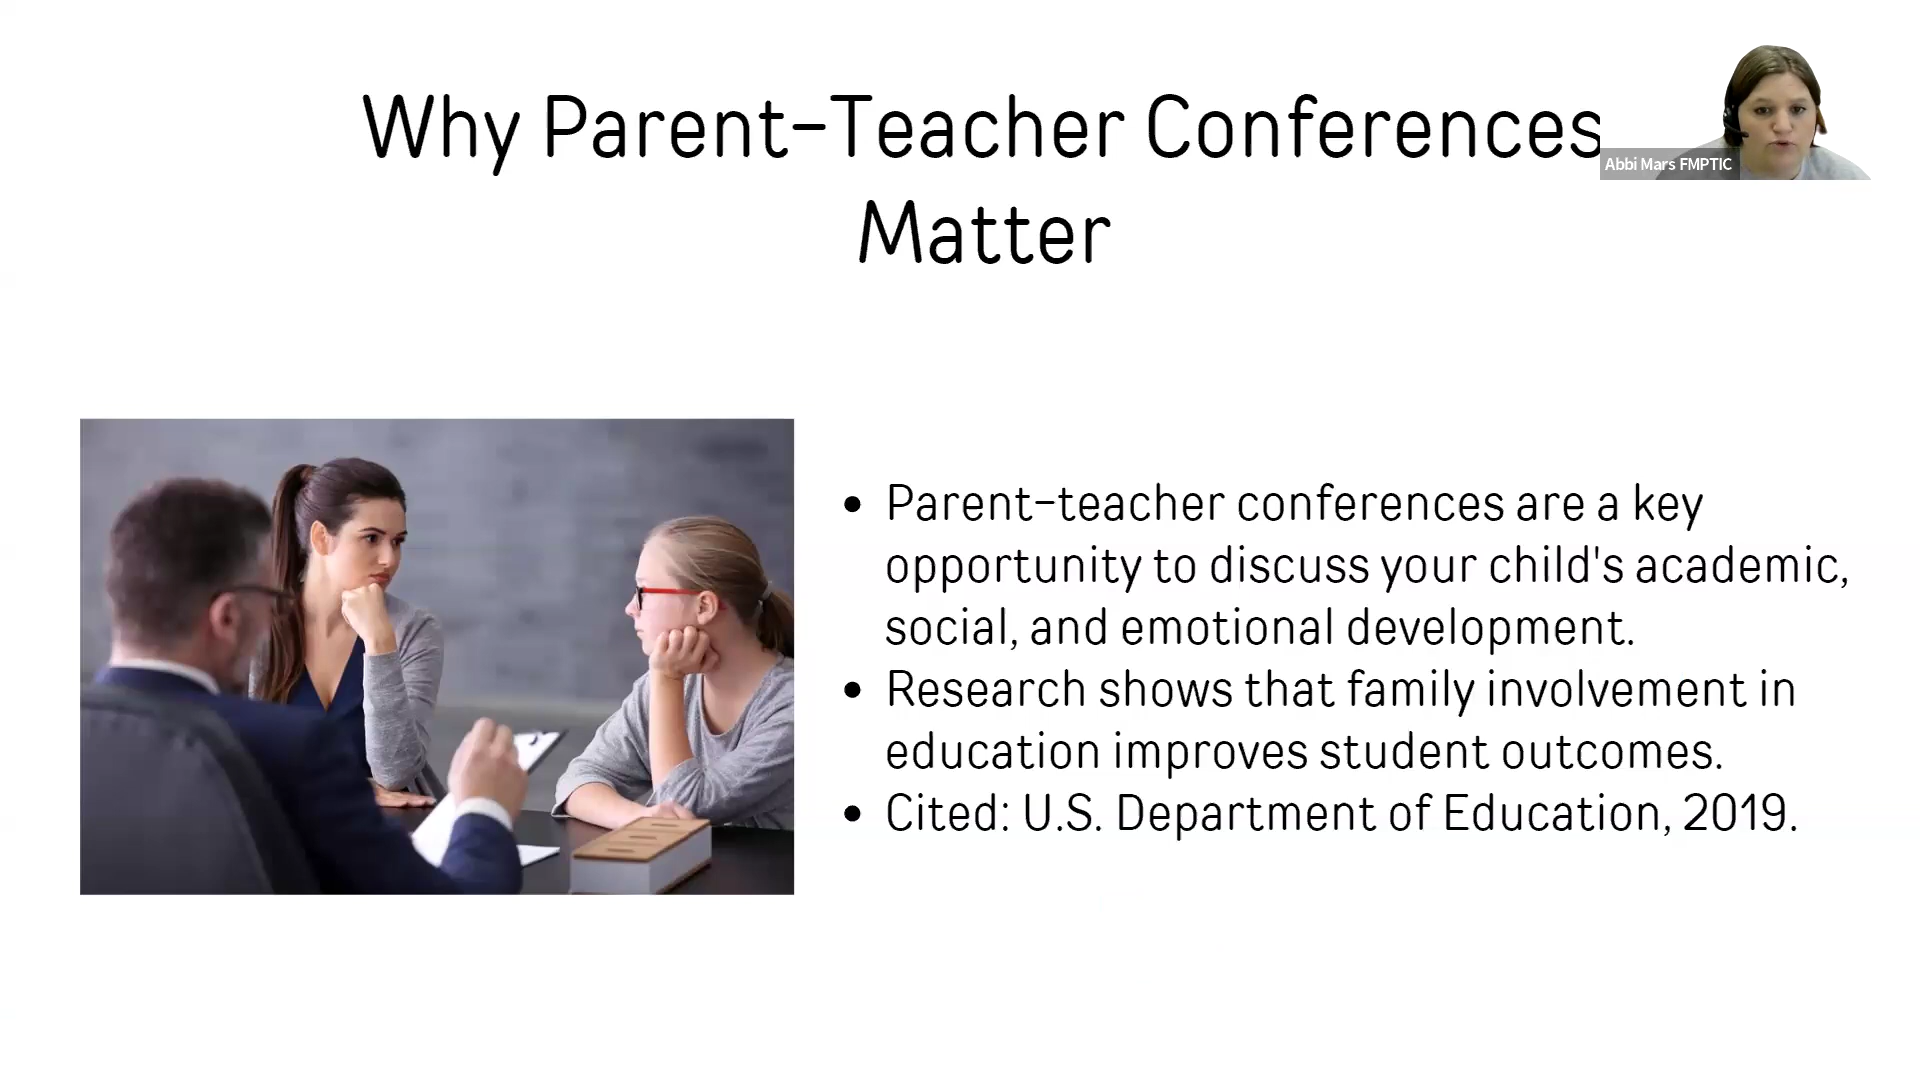 Why Parent-Teacher Conferences
Matter
Abbi Mars FMPTIC
• Parent-teacher conferences are a key
opportunity to discuss your child's academic,
social, and emotional development.
• Research shows that family involvement in
education improves student outcomes.
• Cited: U.S. Department of Education, 2019.